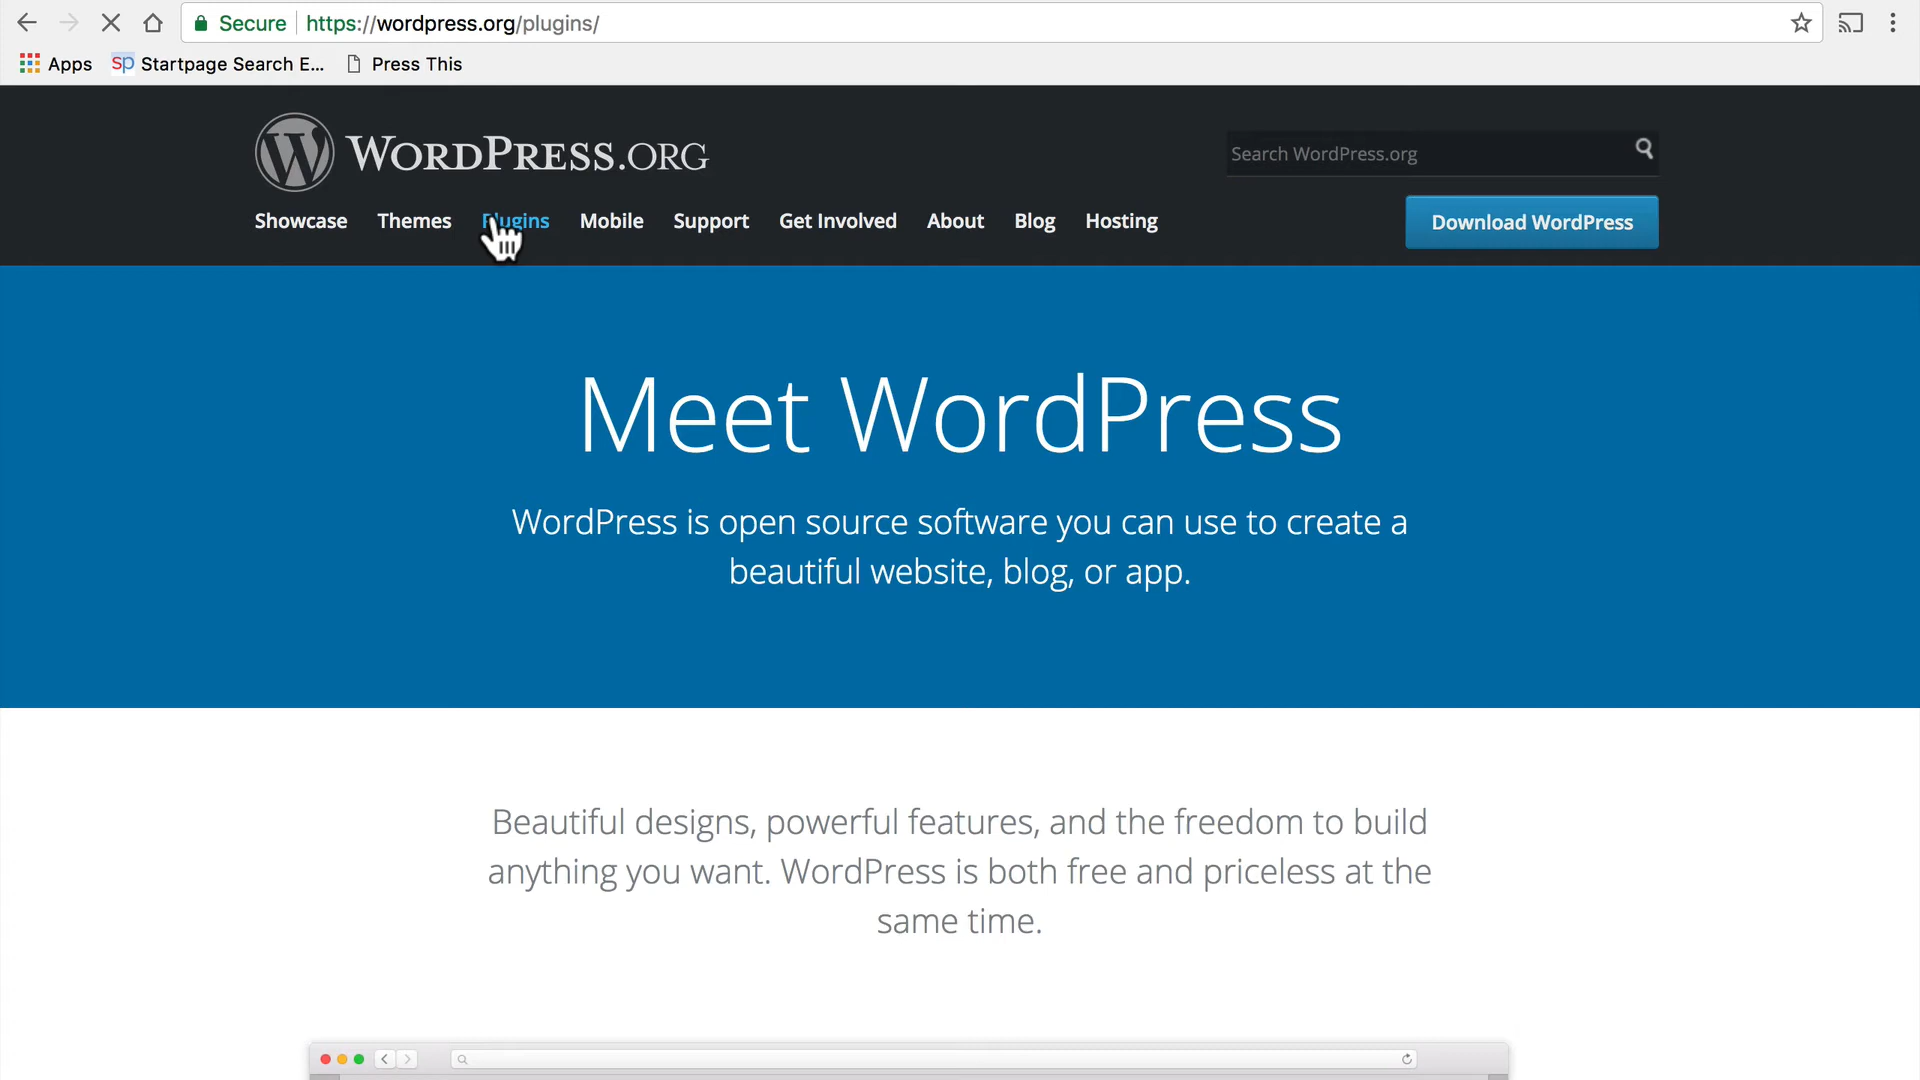 Secure https://wordpress.org/plugins/
Apps sp Startpage Search E... Press This
WORDPRESS.ORG
Search WordPress.org
Showcase Themes Plugins Mobile Support Get Involved About Blog Hosting Download WordPress
Meet WordPress
WordPress is open source software you can use to create a
beautiful website, blog, or app.
Beautiful designs, powerful features, and the freedom to build
anything you want. WordPress is both free and priceless at the
same time.